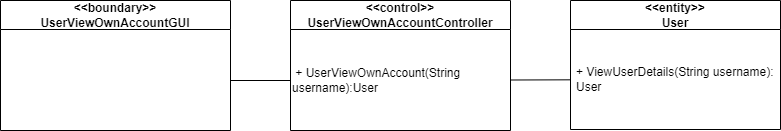 <<boundary>>
UserViewOwnAccountGUI
<<control>>
UserViewOwnAccountController
+ UserViewOwnAccount(String
username):User
<<entity>>
User
+ ViewUserDetails(String username):
User